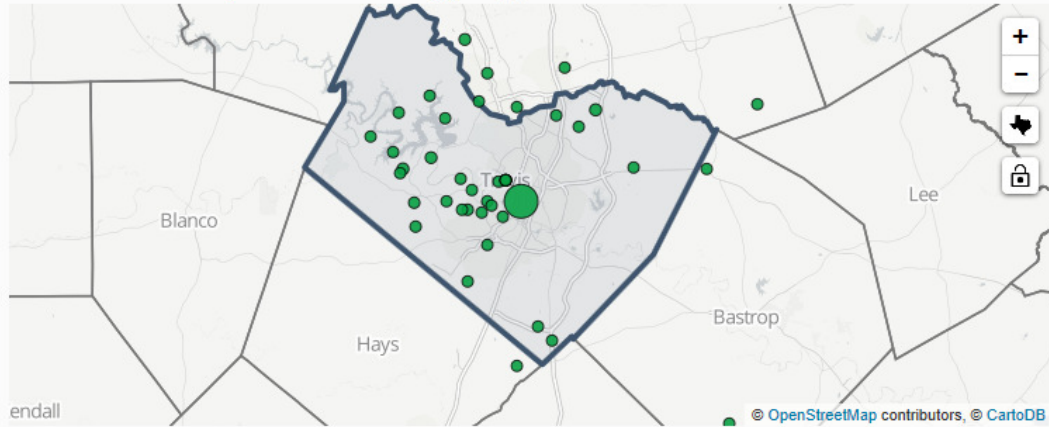 +
−
Travis
Blanco
Lee
Bastrop
Hays
endall
© OpenStreetMap contributors, © CartoDB